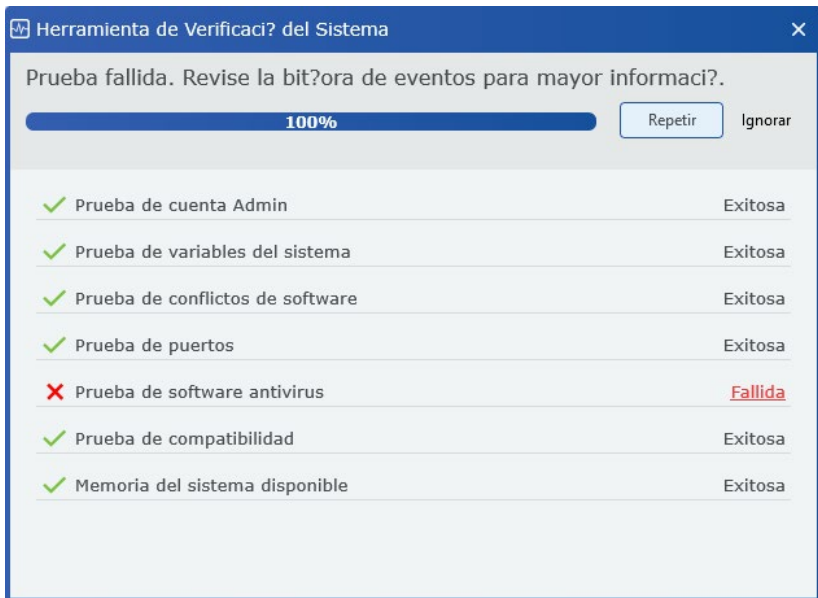 Herramienta de Verificaci? del Sistema
Prueba fallida. Revise la bit?ora de eventos para mayor informaci?.
100% Repetir Ignorar
Prueba de cuenta Admin Exitosa
Prueba de variables del sistema Exitosa
Prueba de conflictos de software Exitosa
Prueba de puertos Exitosa
Prueba de software antivirus Fallida
Prueba de compatibilidad Exitosa
Memoria del sistema disponible Exitosa